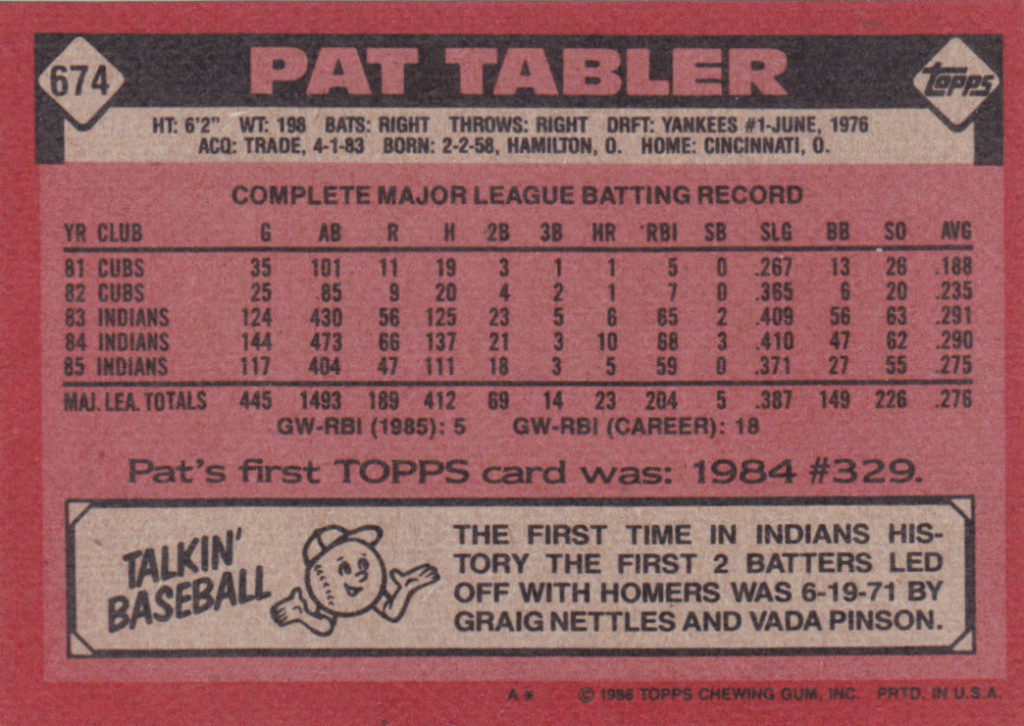 674 PAT TABLER Topps
HT: 6'2" WT: 198 BATS: RIGHT THROWS: RIGHT DRFT: YANKEES #1-JUNE, 1976
ACQ: TRADE, 4-1-83 BORN: 2-2-58, HAMILTON, O. HOME: CINCINNATI, O.
COMPLETE MAJOR LEAGUE BATTING RECORD
YR CLUB G AB R H 2B 3B HR RBI SB SLG BB SO AVG
81 CUBS 35 101 11 19 3 1 1 5 0 .267 13 26 .188
82 CUBS 25 85 9 20 4 2 1 7 0 .365 6 20 .235
83 INDIANS 124 430 56 125 23 5 6 65 2 .409 56 63 .291
84 INDIANS 144 473 66 137 21 3 10 68 3 .410 47 62 .290
85 INDIANS 117 404 47 111 18 3 5 59 0 .371 27 55 .275
MAJ. LEA. TOTALS 445 1493 189 412 69 14 23 204 5 .387 149 226 .276
GW-RBI (1985): 5 GW-RBI (CAREER): 18
Pat's first TOPPS card was: 1984 #329.
TALKIN'
BASEBALL
THE FIRST TIME IN INDIANS HIS-
TORY THE FIRST 2 BATTERS LED
OFF WITH HOMERS WAS 6-19-71 BY
GRAIG NETTLES AND VADA PINSON.
A* © 1986 TOPPS CHEWING GUM, INC. PRTD. IN U.S.A.